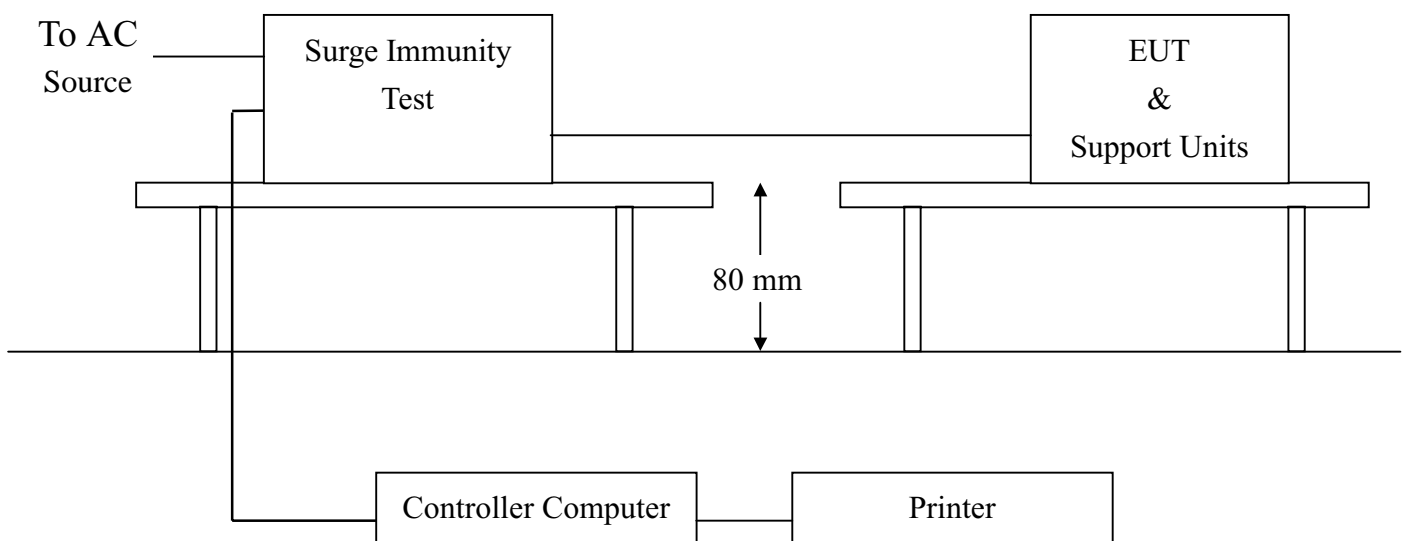 To AC
Source
Surge Immunity
Test
EUT
&
Support Units
80 mm
Controller Computer
Printer